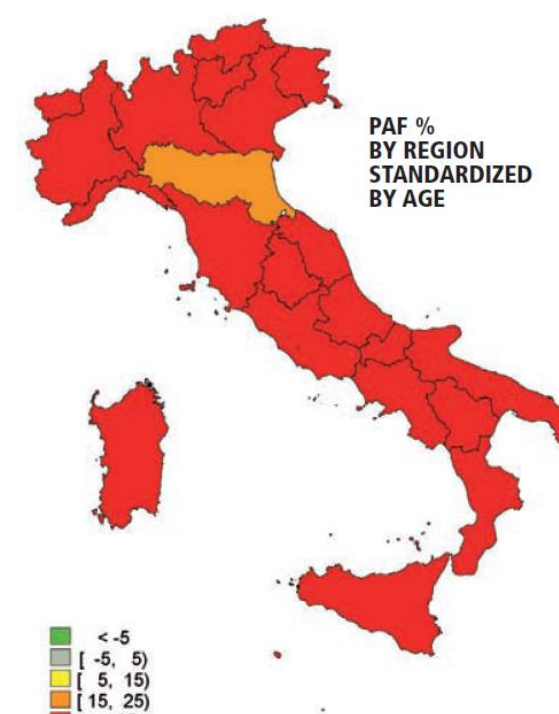 PAF %
BY REGION
STANDARDIZED
BY AGE
< -5
[ -5, 5)
[ 5, 15)
[ 15, 25)